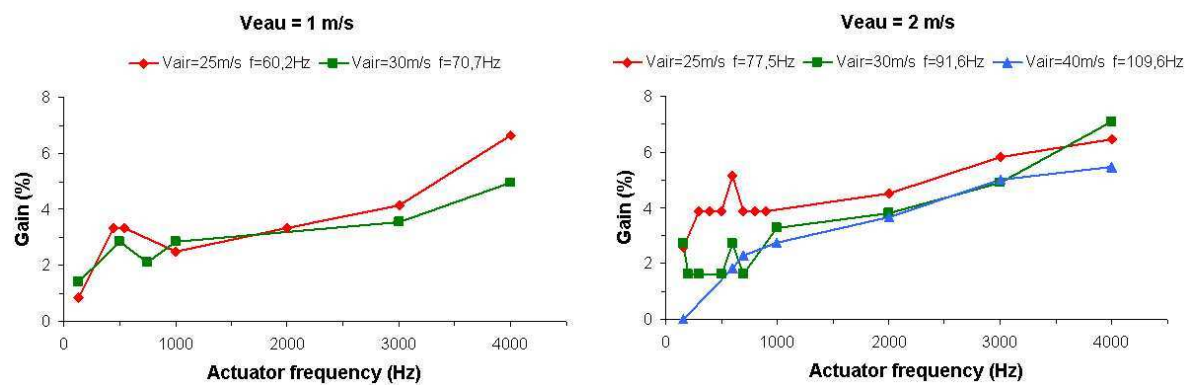 Veau = 1 m/s
Vair=25m/s f=60,2Hz Vair=30m/s f=70,7Hz
8
6
4
2
0
Gain (%)
0 1000 2000 3000 4000
Actuator frequency (Hz)
Veau = 2 m/s
Vair=25m/s f=77,5Hz Vair=30m/s f=91,6Hz Vair=40m/s f=109,6Hz
8
6
4
2
0
Gain (%)
0 1000 2000 3000 4000
Actuator frequency (Hz)